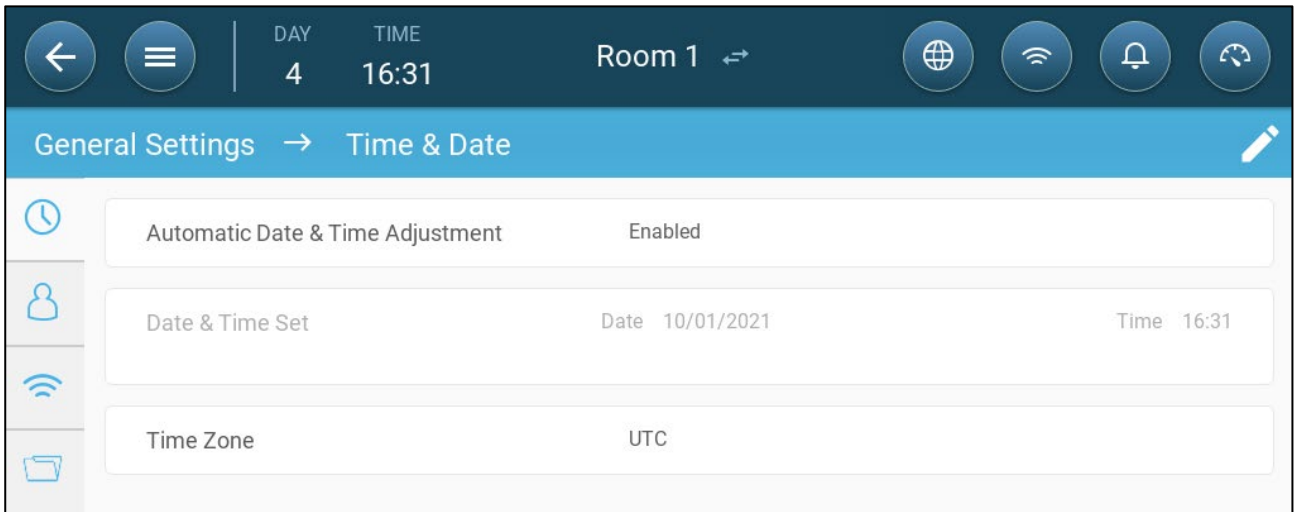 DAY TIME
4 16:31 Room 1
General Settings → Time & Date
Automatic Date & Time Adjustment Enabled
Date & Time Set Date 10/01/2021 Time 16:31
Time Zone UTC